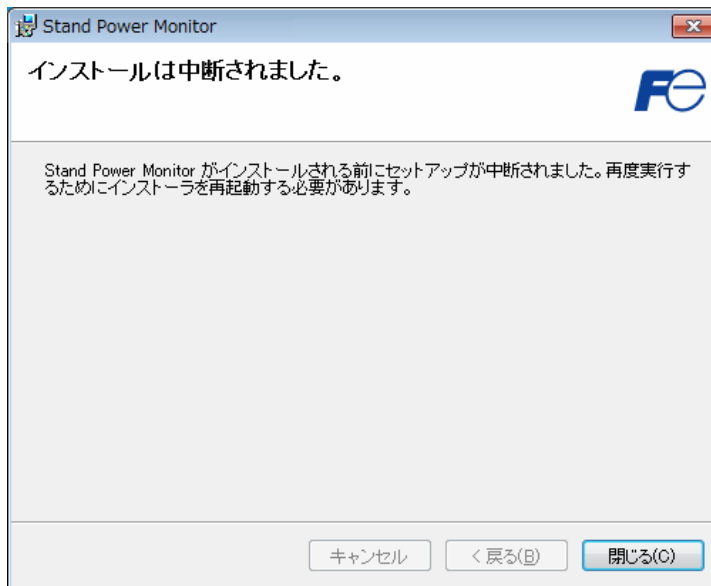 Stand Power Monitor
インストールは中断されました。
Fe
Stand Power Monitor がインストールされる前にセットアップが中断されました。再度実行す
るためにインストーラを再起動する必要があります。
キャンセル
< 戻る(B)
閉じる(C)